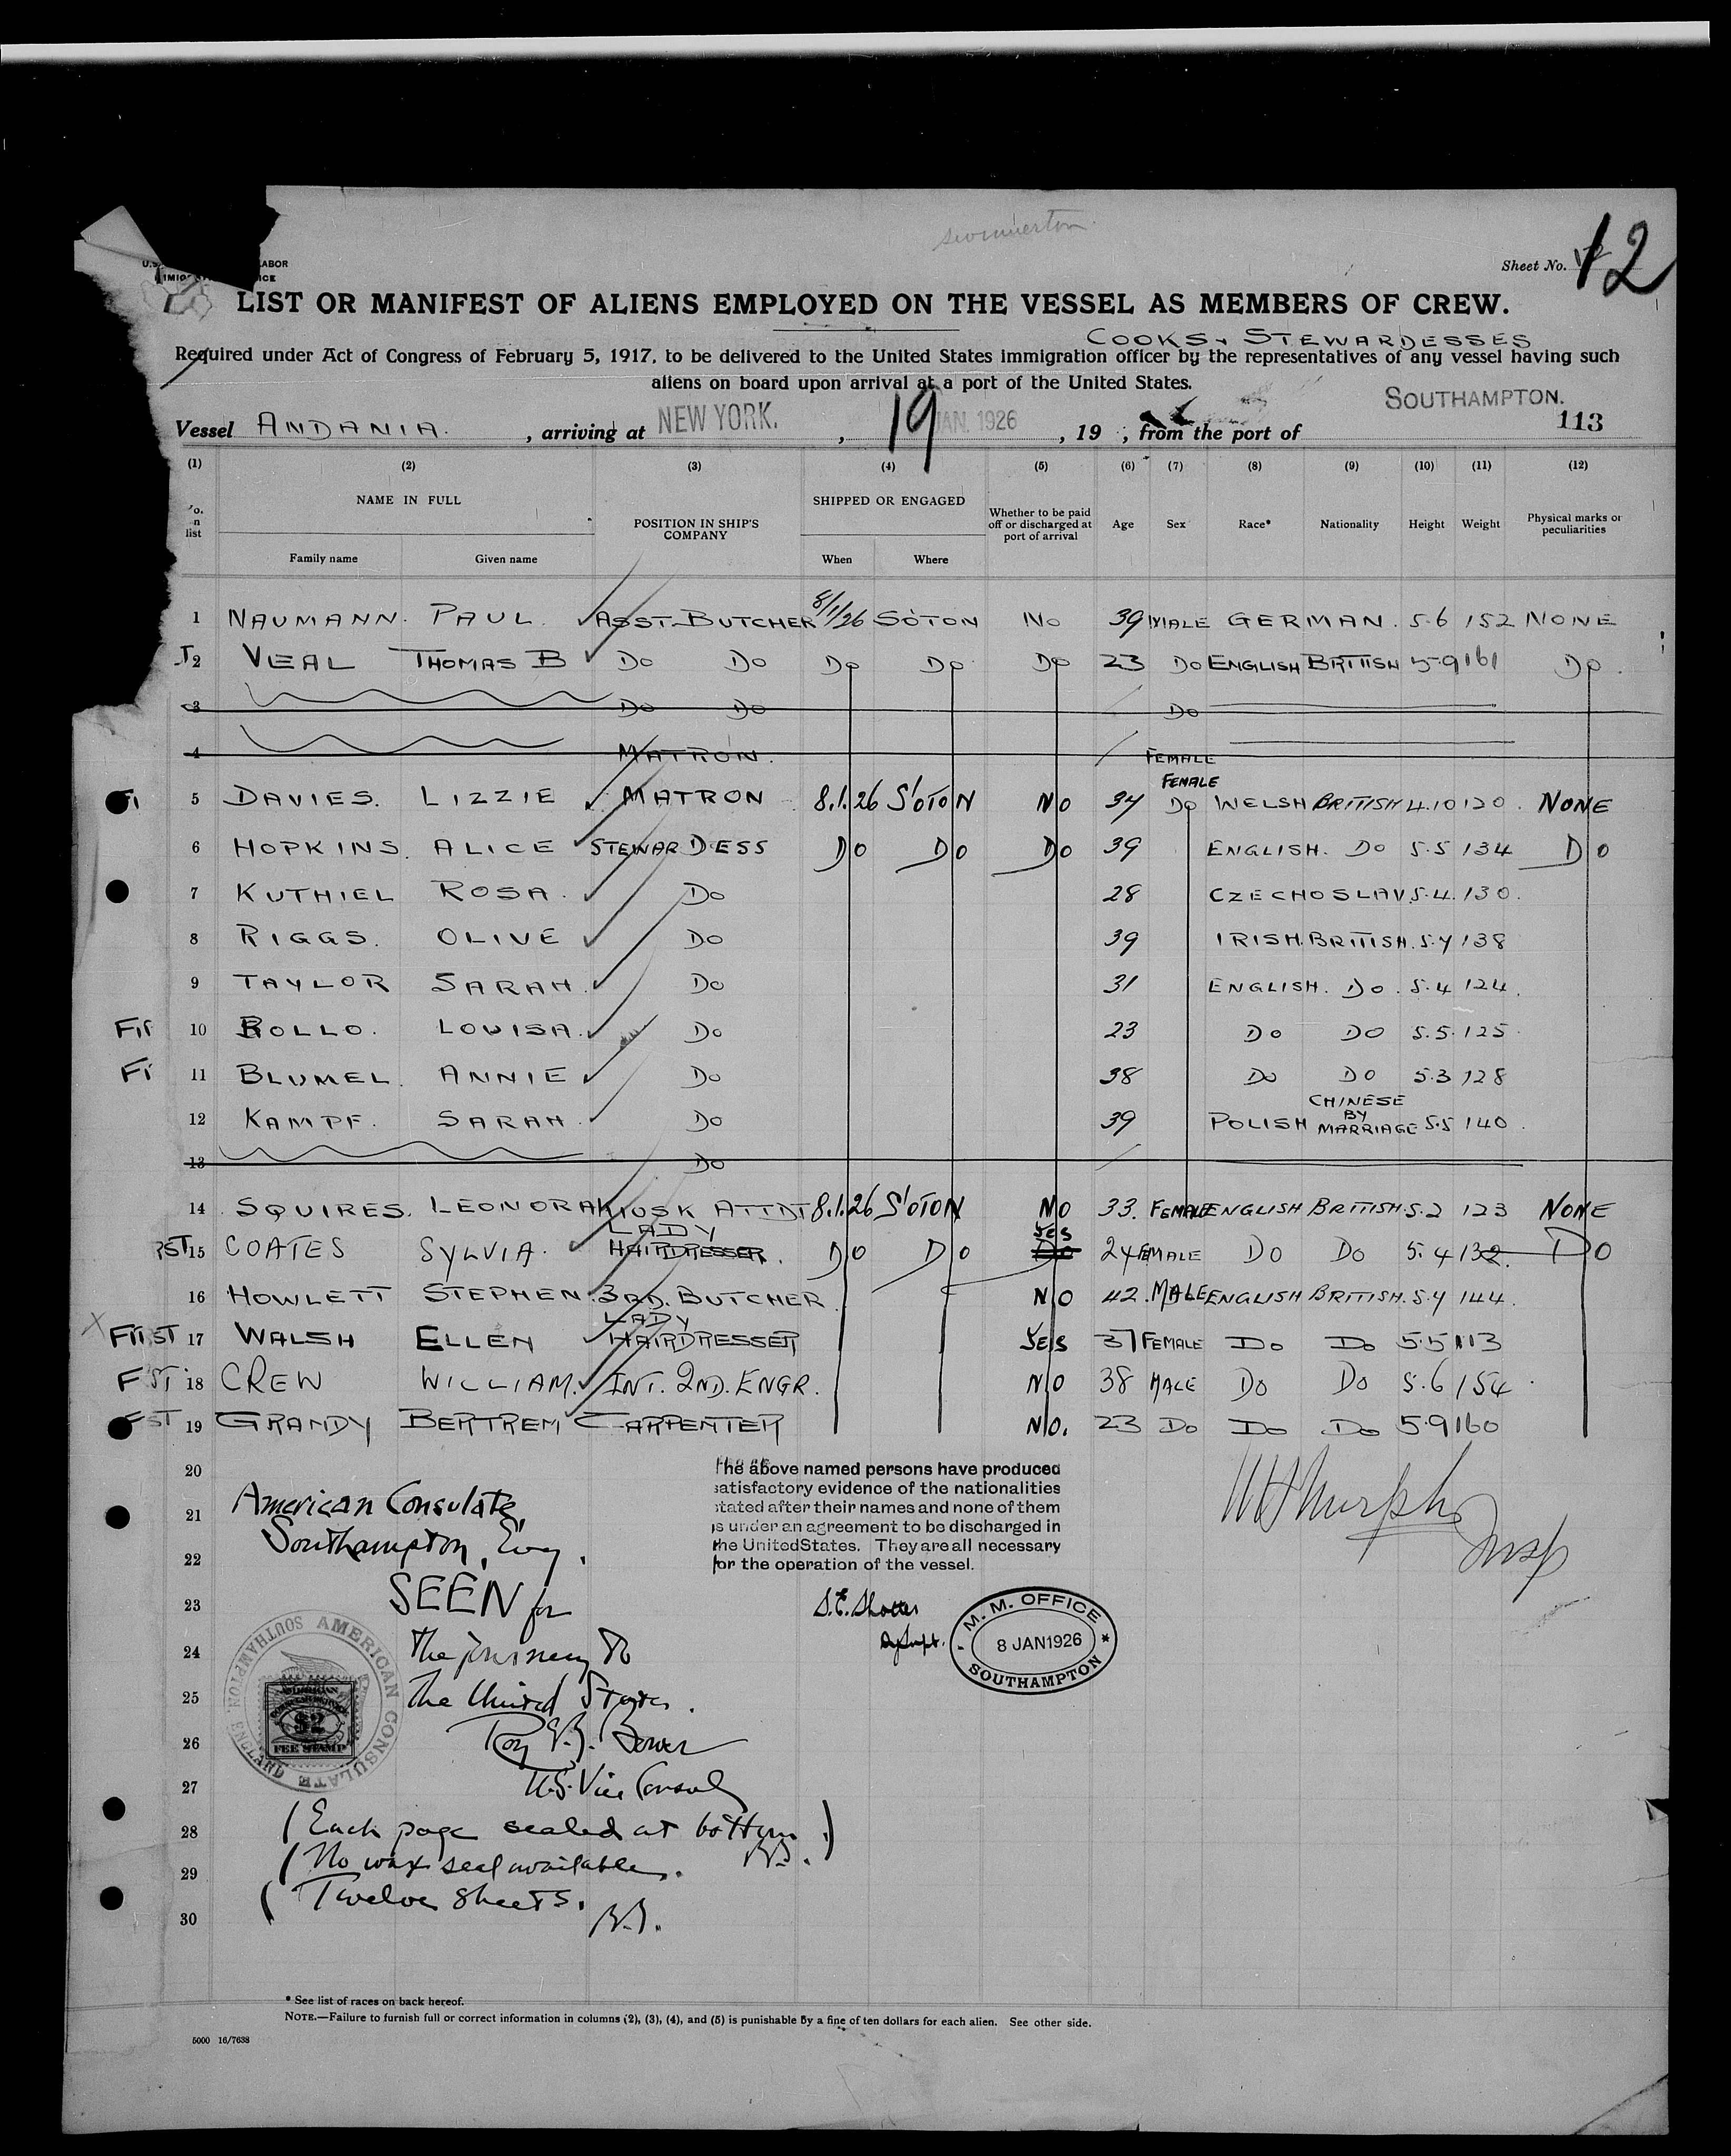 swinnerton
Sheet No. 12
LIST OR MANIFEST OF ALIENS EMPLOYED ON THE VESSEL AS MEMBERS OF CREW.
COOKS & STEWARDESSES
Required under Act of Congress of February 5, 1917, to be delivered to the United States immigration officer by the representatives of any vessel having such
aliens on board upon arrival at a port of the United States.
Vessel ANDANIA. , arriving at NEW YORK. , 19 JAN. 1926 , 19 , from the port of SOUTHAMPTON. 113
(1) (2) (3) (4) (5) (6) (7) (8) (9) (10) (11) (12)
NAME IN FULL POSITION IN SHIP'S COMPANY SHIPPED OR ENGAGED Whether to be paid off or discharged at port of arrival Age Sex Race* Nationality Height Weight Physical marks or peculiarities
list Family name Given name When Where
1 NAUMANN. PAUL. ASST. BUTCHER 8/1/26 S'OTON NO 39 MALE GERMAN. 5.6 152 NONE
2 VEAL THOMAS B DO DO DO DO DO 23 DO ENGLISH BRITISH 5-9 161 DO.
3 DO DO DO
4 MATRON. FEMALE
FEMALE
5 DAVIES. LIZZIE MATRON 8.1.26 S'OTON NO 34 DO WELSH BRITISH 4.10 120. NONE
6 HOPKINS. ALICE STEWARDESS DO DO DO 39 ENGLISH. DO 5.5 134 DO
7 KUTHIEL ROSA. DO 28 CZECHOSLAV 5.4. 130.
8 RIGGS. OLIVE DO 39 IRISH. BRITISH. 5.4 138
9 TAYLOR SARAH. DO 31 ENGLISH. DO. 5.4 124.
10 ROLLO. LOUISA. DO 23 DO DO 5.5. 125.
11 BLUMEL. ANNIE DO 38 DO DO 5.3 128
12 KAMPF. SARAH. DO 39 POLISH CHINESE BY MARRIAGE 5.5 140.
13 DO
14 SQUIRES. LEONORA KIOSK ATTDT 8.1.26 S'OTON NO 33. FEMALE ENGLISH BRITISH. 5.2 123 NONE
LADY Yes
RST 15 COATES SYLVIA. HAIRDRESSER. DO DO DO 24 FEMALE DO DO 5.4 132. DO
16 HOWLETT STEPHEN. 3RD. BUTCHER. NO 42. MALE ENGLISH BRITISH. 5.4 144.
LADY
X FIRST 17 WALSH ELLEN HAIRDRESSER Yes 37 FEMALE DO DO 5.5 113
18 CREW WILLIAM. INT. 2ND. ENGR. NO 38 MALE DO DO 5.6 154
19 GRANDY BERTREM CARPENTER NO. 23 DO DO DO 5.9 160
20
The above named persons have produced
satisfactory evidence of the nationalities
stated after their names and none of them
is under an agreement to be discharged in
the United States. They are all necessary
for the operation of the vessel.
21 American Consulate,
22 Southampton, Eng.
W H Murphy
Insp
23 SEEN for
24 the journey to
25 the United States.
26 Roy E. B. Bower
27 U.S. Vice Consul
M. M. OFFICE
8 JAN 1926
SOUTHAMPTON
AMERICAN CONSULATE
SOUTHAMPTON, ENGLAND
$2
FEE STAMP
28 (Each page sealed at bottom.)
29 (No wax seal available.
(Twelve Sheets.
30
* See list of races on back hereof.
NOTE.—Failure to furnish full or correct information in columns (2), (3), (4), and (5) is punishable by a fine of ten dollars for each alien. See other side.
5000 16/7638